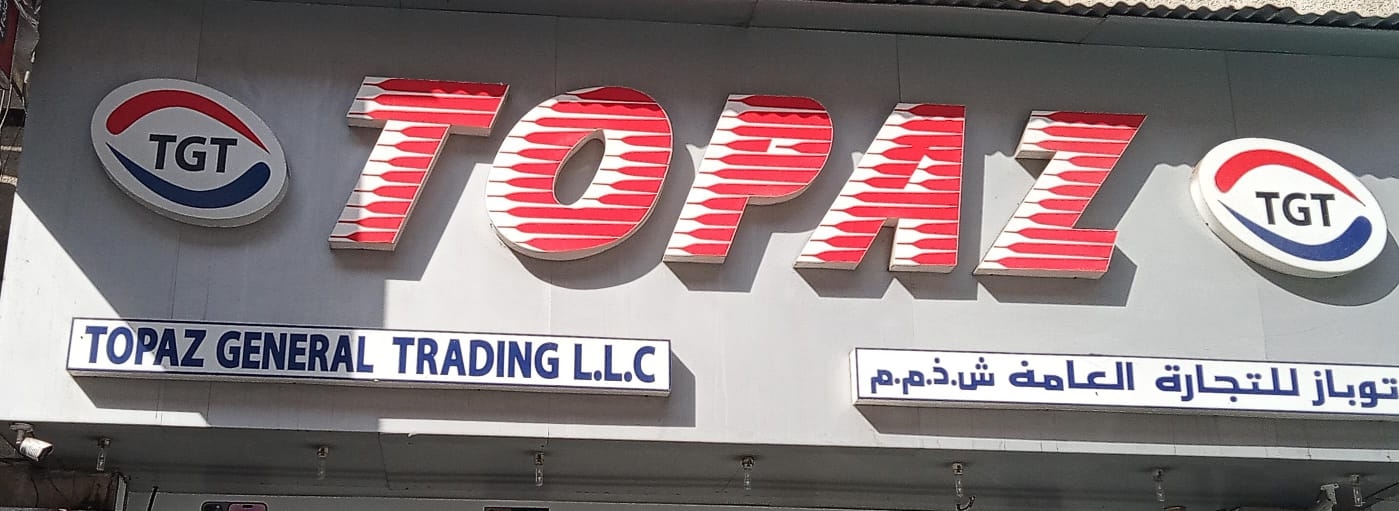 TGT
TOPAZ
TGT
TOPAZ GENERAL TRADING L.L.C
توباز للتجارة العامة ش.ذ.م.م